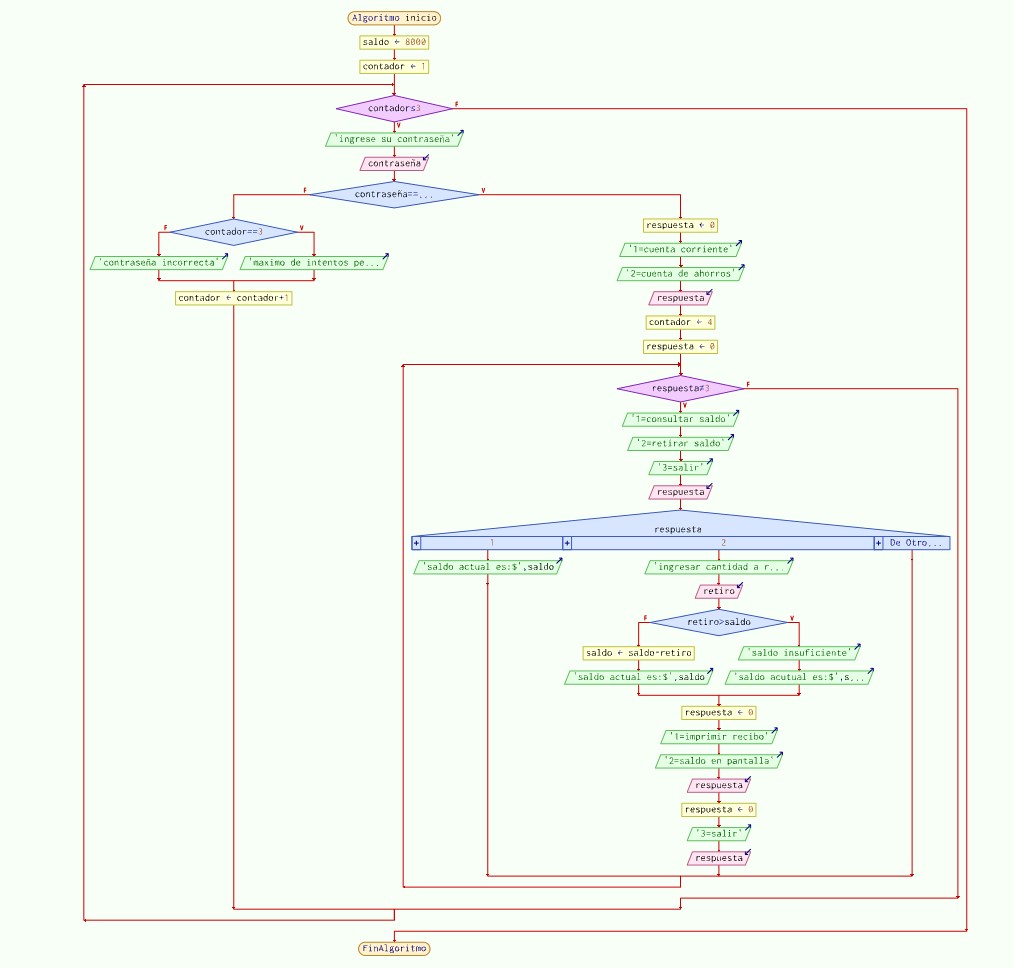 Algoritmo inicio
saldo ← 8000
contador ← 1
contador≤3
F
V
'ingrese su contraseña'
contraseña
contraseña==...
F
V
contador==3
F
V
'contraseña incorrecta'
'maximo de intentos pe...
contador ← contador+1
respuesta ← 0
'1=cuenta corriente'
'2=cuenta de ahorros'
respuesta
contador ← 4
respuesta ← 0
respuesta≠3
F
V
'1=consultar saldo'
'2=retirar saldo'
'3=salir'
respuesta
respuesta
+ 1 + 2 + De Otro...
'saldo actual es:$',saldo
'ingresar cantidad a r...
retiro
retiro>saldo
F
V
saldo ← saldo-retiro
'saldo insuficiente'
'saldo actual es:$',saldo
'saldo acutual es:$',s...
respuesta ← 0
'1=imprimir recibo'
'2=saldo en pantalla'
respuesta
respuesta ← 0
'3=salir'
respuesta
FinAlgoritmo